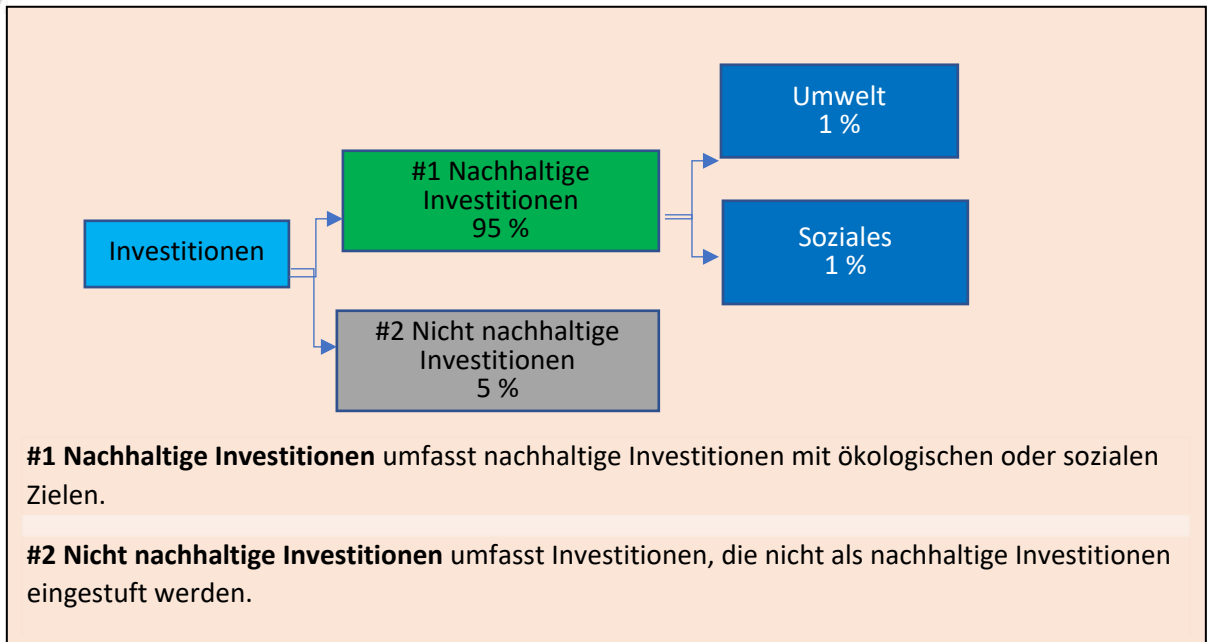 Investitionen
#1 Nachhaltige
Investitionen
95 %
#2 Nicht nachhaltige
Investitionen
5 %
Umwelt
1 %
Soziales
1 %
#1 Nachhaltige Investitionen umfasst nachhaltige Investitionen mit ökologischen oder sozialen
Zielen.
#2 Nicht nachhaltige Investitionen umfasst Investitionen, die nicht als nachhaltige Investitionen
eingestuft werden.